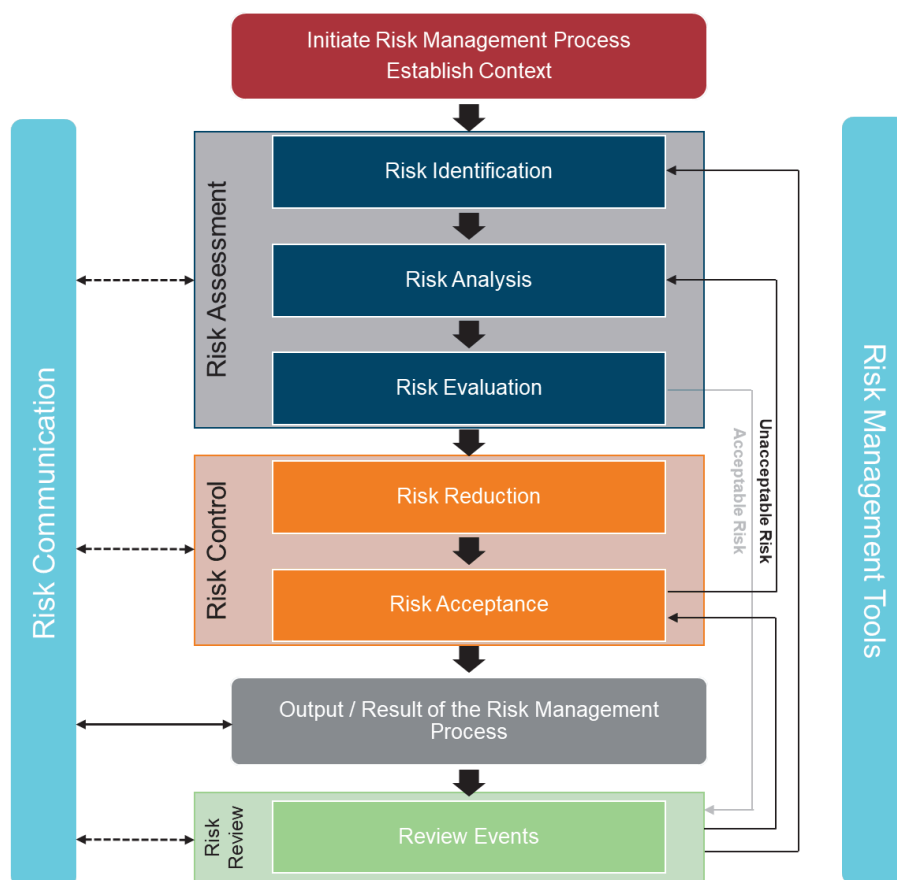 Initiate Risk Management Process
Establish Context
Risk Communication
Risk Assessment
Risk Identification
Risk Analysis
Risk Evaluation
Risk Control
Risk Reduction
Risk Acceptance
Acceptable Risk
Unacceptable Risk
Risk Management Tools
Output / Result of the Risk Management
Process
Risk
Review
Review Events